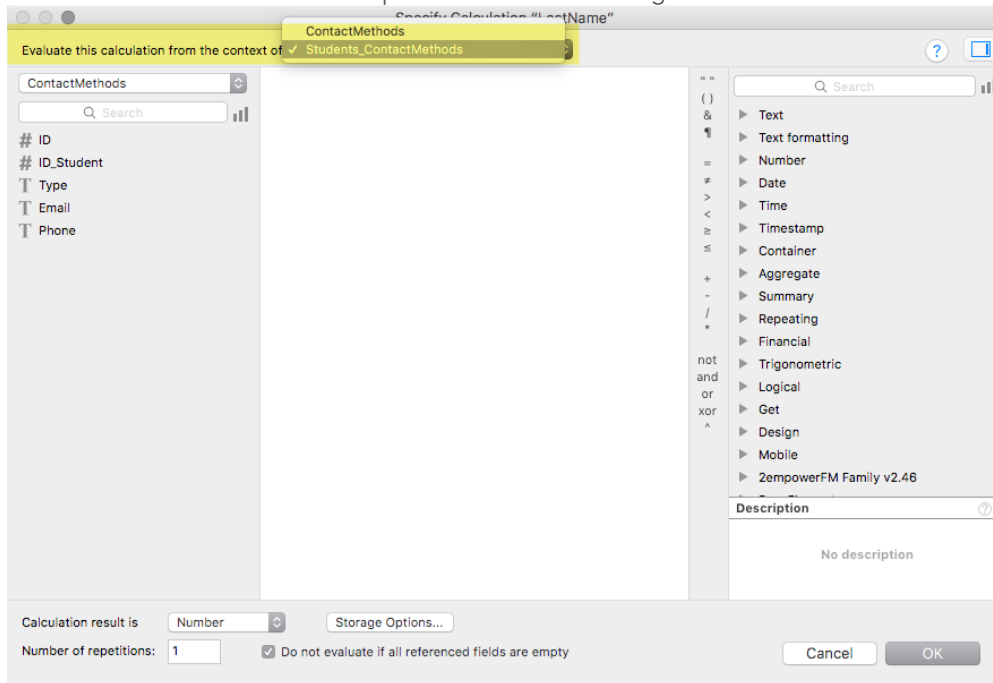 Specify Calculation "LastName"
Evaluate this calculation from the context of ✓ Students_ContactMethods
ContactMethods
?
ContactMethods
Search
# ID
# ID_Student
T Type
T Email
T Phone
" "
( )
&
¶
=
≠
>
<
≥
≤
+
-
/
*
not
and
or
xor
^
Search
Text
Text formatting
Number
Date
Time
Timestamp
Container
Aggregate
Summary
Repeating
Financial
Trigonometric
Logical
Get
Design
Mobile
2empowerFM Family v2.46
Description
?
No description
Calculation result is Number Storage Options...
Number of repetitions: 1 Do not evaluate if all referenced fields are empty
Cancel OK